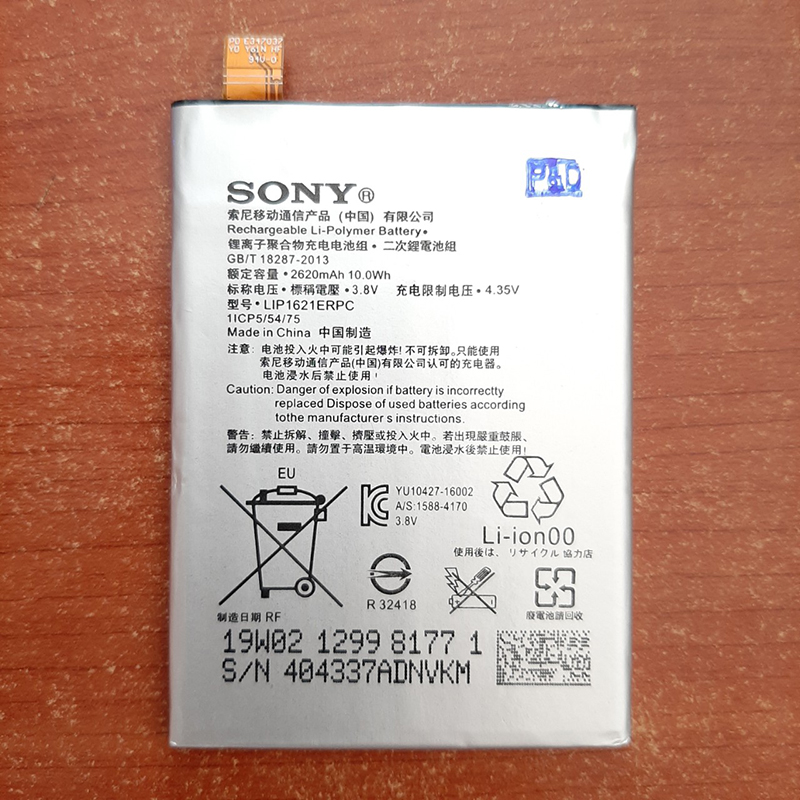 PD E347037
YD Y61N HF
94V-0
PAD
SONY®
索尼移动通信产品 (中国) 有限公司
Rechargeable Li-Polymer Battery•
锂离子聚合物充电电池组 • 二次鋰電池組
GB/T 18287-2013
额定容量 • 2620mAh 10.0Wh
标称电压 • 標稱電壓 • 3.8V 充电限制电压 • 4.35V
型号 • LIP1621ERPC
1ICP5/54/75
Made in China 中国制造
注意: 电池投入火中可能引起爆炸! 不可拆卸。只能使用
索尼移动通信产品(中国)有限公司认可的充电器。
电池浸水后禁止使用!
Caution: Danger of explosion if battery is incorrectty
replaced Dispose of used batteries according
tothe manufacturer s instructions.
警告: 禁止拆解、撞擊、擠壓或投入火中。若出現嚴重鼓脹、
請勿繼續使用。請勿置于高温環境中。電池浸水後禁止使用!
EU
YU10427-16002
A/S:1588-4170
3.8V
Li-ion00
使用後は、リサイクル 協力店
R 32418
廢電池請回收
制造日期 RF
19W02 1299 8177 1
S/N 404337ADNVKM